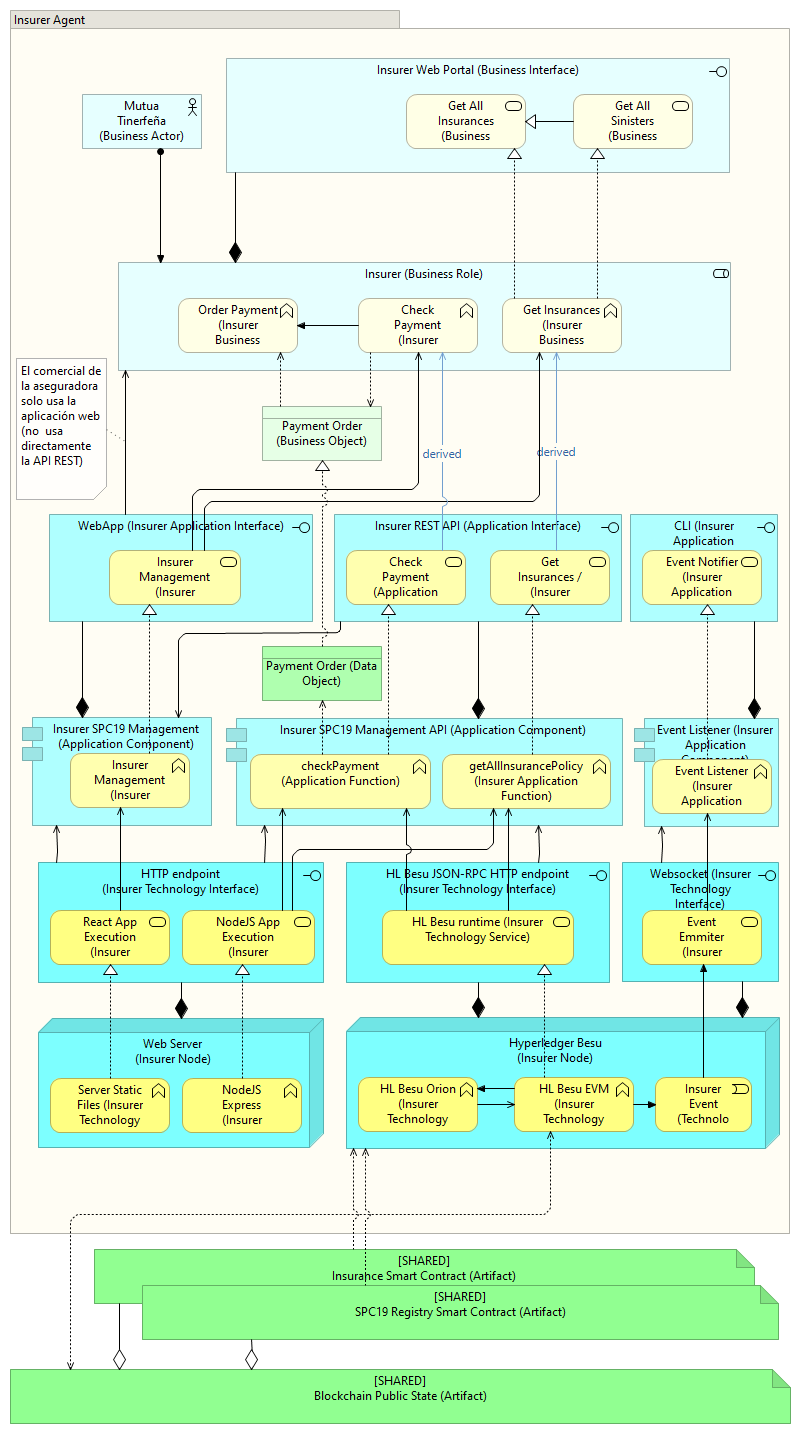 Insurer Agent
Insurer Web Portal (Business Interface)
Mutua
Tinerfeña
(Business Actor)
Get All
Insurances
(Business
Get All
Sinisters
(Business
Insurer (Business Role)
Order Payment
(Insurer
Business
Check
Payment
(Insurer
Get Insurances
(Insurer
Business
El comercial de
la aseguradora
solo usa la
aplicación web
(no usa
directamente
la API REST)
Payment Order
(Business Object)
derived
derived
WebApp (Insurer Application Interface)
Insurer
Management
(Insurer
Insurer REST API (Application Interface)
Check
Payment
(Application
Get
Insurances /
(Insurer
CLI (Insurer
Application
Event Notifier
(Insurer
Application
Payment Order (Data
Object)
Insurer SPC19 Management
(Application Component)
Insurer
Management
(Insurer
Insurer SPC19 Management API (Application Component)
checkPayment
(Application Function)
getAllInsurancePolicy
(Insurer Application
Function)
Event Listener (Insurer
Application
Component)
Event Listener
(Insurer
Application
HTTP endpoint
(Insurer Technology Interface)
React App
Execution
(Insurer
NodeJS App
Execution
(Insurer
HL Besu JSON-RPC HTTP endpoint
(Insurer Technology Interface)
HL Besu runtime (Insurer
Technology Service)
Websocket (Insurer
Technology
Interface)
Event
Emmiter
(Insurer
Web Server
(Insurer Node)
Server Static
Files (Insurer
Technology
NodeJS
Express
(Insurer
Hyperledger Besu
(Insurer Node)
HL Besu Orion
(Insurer
Technology
HL Besu EVM
(Insurer
Technology
Insurer
Event
(Technolo
[SHARED]
Insurance Smart Contract (Artifact)
[SHARED]
SPC19 Registry Smart Contract (Artifact)
[SHARED]
Blockchain Public State (Artifact)